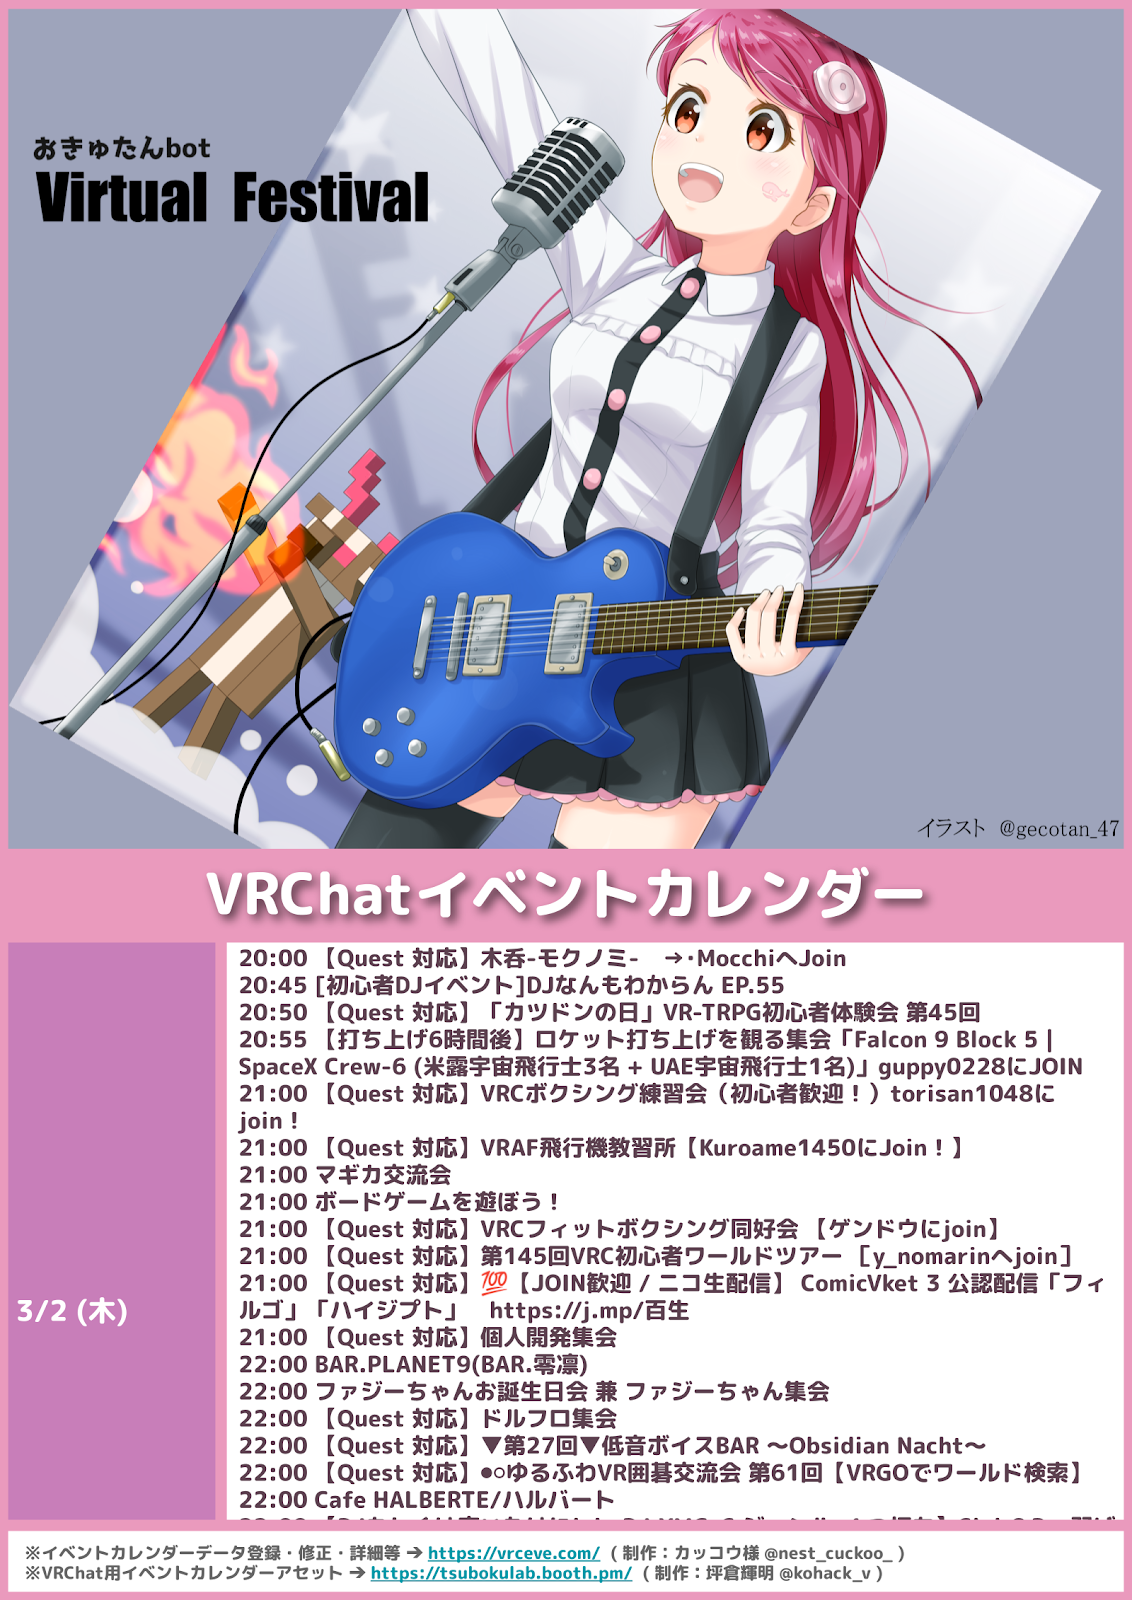 おきゅたんbot
Virtual Festival
イラスト @gecotan_47
VRChatイベントカレンダー
3/2 (木)
20:00 【Quest 対応】木呑-モクノミ-　→･MocchiへJoin
20:45 [初心者DJイベント]DJなんもわからん EP.55
20:50 【Quest 対応】「カツドンの日」VR-TRPG初心者体験会 第45回
20:55 【打ち上げ6時間後】ロケット打ち上げを観る集会「Falcon 9 Block 5 |
SpaceX Crew-6 (米露宇宙飛行士3名 + UAE宇宙飛行士1名)」guppy0228にJOIN
21:00 【Quest 対応】VRCボクシング練習会（初心者歓迎！）torisan1048に
join！
21:00 【Quest 対応】VRAF飛行機教習所【Kuroame1450にJoin！】
21:00 マギカ交流会
21:00 ボードゲームを遊ぼう！
21:00 【Quest 対応】VRCフィットボクシング同好会 【ゲンドウにjoin】
21:00 【Quest 対応】第145回VRC初心者ワールドツアー ［y_nomarinへjoin］
21:00 【Quest 対応】💯【JOIN歓迎 / ニコ生配信】 ComicVket 3 公認配信「フィ
ルゴ」「ハイジプト」　https://j.mp/百生
21:00 【Quest 対応】個人開発集会
22:00 BAR.PLANET9(BAR.零凛)
22:00 ファジーちゃんお誕生日会 兼 ファジーちゃん集会
22:00 【Quest 対応】ドルフロ集会
22:00 【Quest 対応】▼第27回▼低音ボイスBAR ～Obsidian Nacht～
22:00 【Quest 対応】●○ゆるふわVR囲碁交流会 第61回【VRGOでワールド検索】
22:00 Cafe HALBERTE/ハルバート
※イベントカレンダーデータ登録・修正・詳細等 ➔ https://vrceve.com/ （制作：カッコウ様 @nest_cuckoo_ ）
※VRChat用イベントカレンダーアセット ➔ https://tsubokulab.booth.pm/ （制作：坪倉輝明 @kohack_v ）